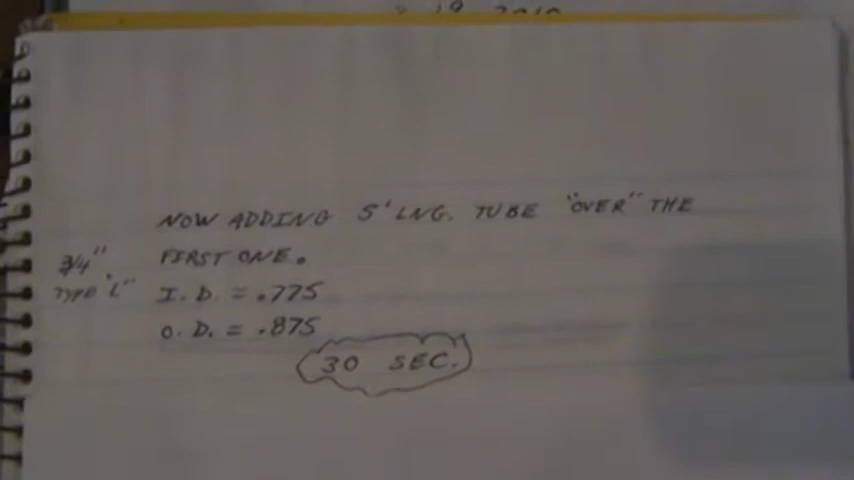 NOW ADDING 5' LNG. TUBE "OVER" THE
FIRST ONE.
3/4"
TYPE "L"
I. D. = .775
O. D. = .875
30 SEC.